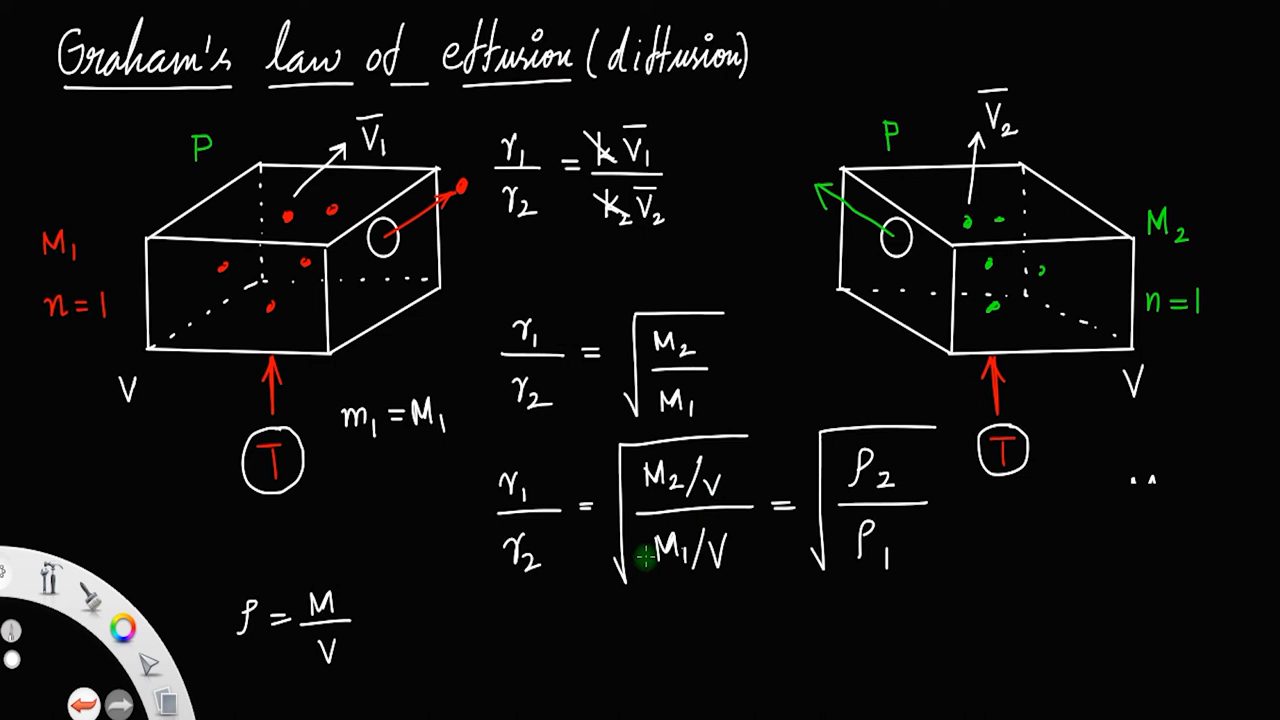 Graham's law of effusion (diffusion)
P
V̄₁
r₁/r₂ = k V̄₁ / k₂ V̄₂
P
V̄₂
M₁
M₂
n = 1
n = 1
r₁/r₂ = √(M₂/M₁)
V
V
m₁ = M₁
T
T
r₁/r₂ = √((M₂/V)/(M₁/V)) = √(ρ₂/ρ₁)
ρ = M/V